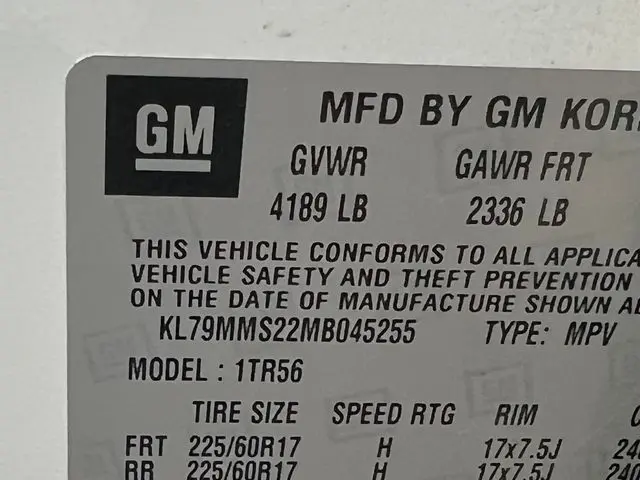 GM
MFD BY GM KOR
GVWR GAWR FRT
4189 LB 2336 LB
THIS VEHICLE CONFORMS TO ALL APPLICA
VEHICLE SAFETY AND THEFT PREVENTION
ON THE DATE OF MANUFACTURE SHOWN A
KL79MMS22MB045255 TYPE: MPV
MODEL : 1TR56
TIRE SIZE SPEED RTG RIM
FRT 225/60R17 H 17x7.5J 24
RR 225/60R17 H 17x7.5J 240